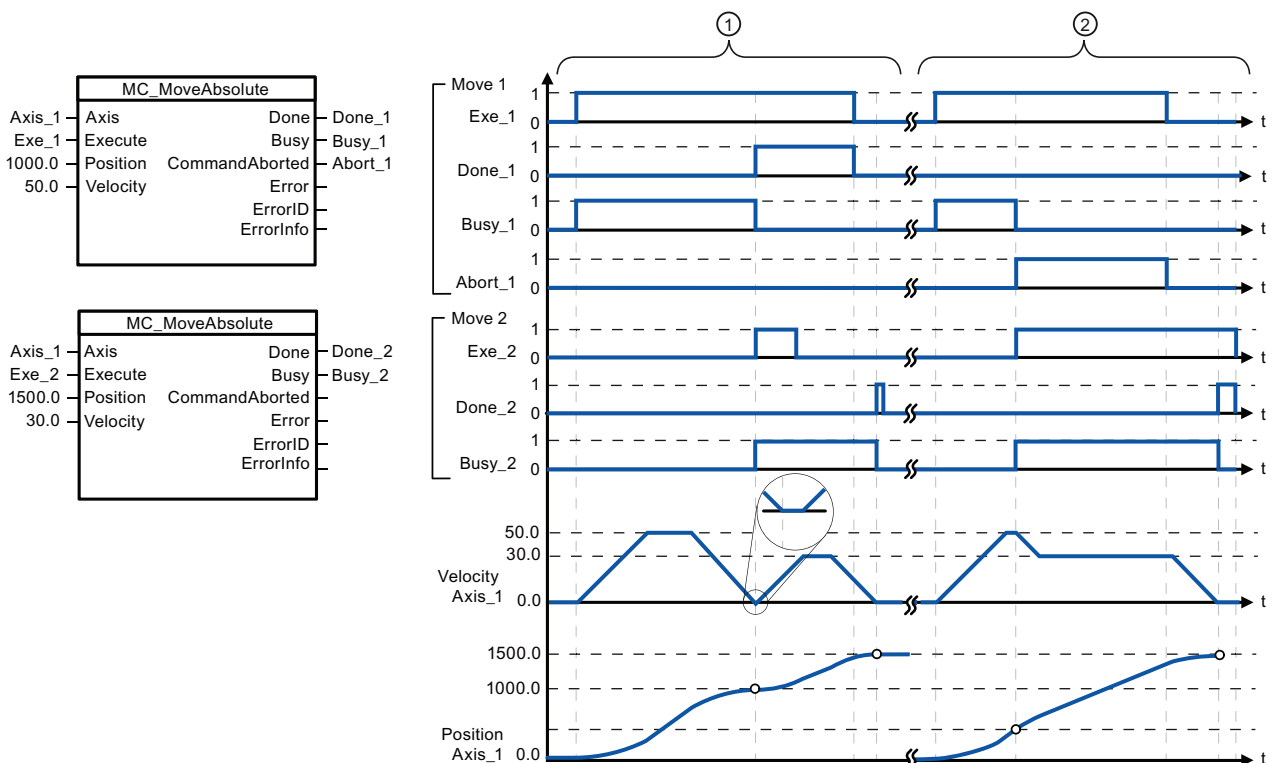 1
2
MC_MoveAbsolute
Axis_1 Axis Done Done_1
Exe_1 Execute Busy Busy_1
1000.0 Position CommandAborted Abort_1
50.0 Velocity Error
ErrorID
ErrorInfo
MC_MoveAbsolute
Axis_1 Axis Done Done_2
Exe_2 Execute Busy Busy_2
1500.0 Position CommandAborted
30.0 Velocity Error
ErrorID
ErrorInfo
Move 1
1
Exe_1 0 t
1
Done_1 0 t
1
Busy_1 0 t
1
Abort_1 0 t
Move 2
1
Exe_2 0 t
1
Done_2 0 t
1
Busy_2 0 t
50.0
30.0
Velocity
Axis_1 0.0 t
1500.0
1000.0
Position
Axis_1 0.0 t